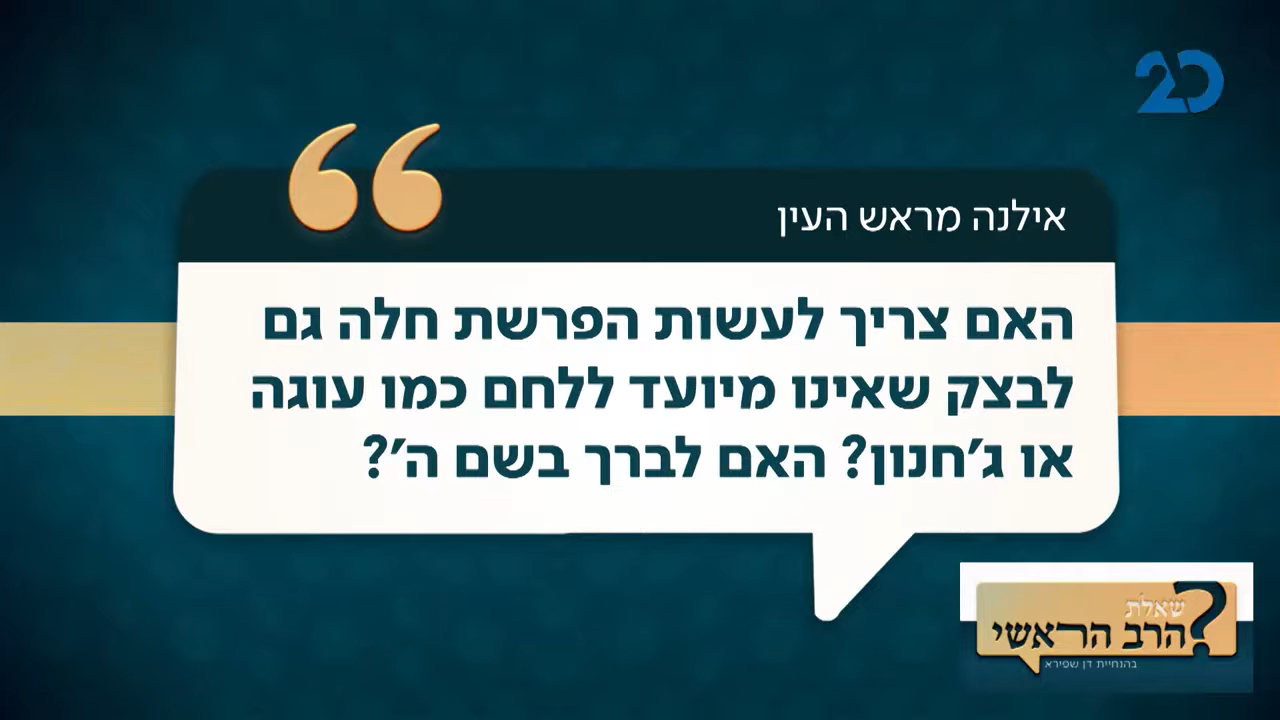 20
אילנה מראש העין
האם צריך לעשות הפרשת חלה גם
לבצק שאינו מיועד ללחם כמו עוגה
או ג'חנון? האם לברך בשם ה'?
שאלת
הרב הראשי?
בהנחיית דן שפירא